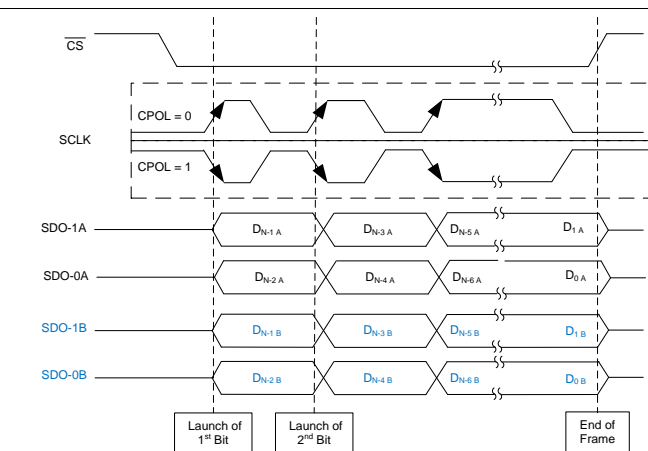 CS
CPOL = 0
SCLK
CPOL = 1
SDO-1A DN-1 A DN-3 A DN-5 A D1 A
SDO-0A DN-2 A DN-4 A DN-6 A D0 A
SDO-1B DN-1 B DN-3 B DN-5 B D1 B
SDO-0B DN-2 B DN-4 B DN-6 B D0 B
Launch of
1st Bit
Launch of
2nd Bit
End of
Frame